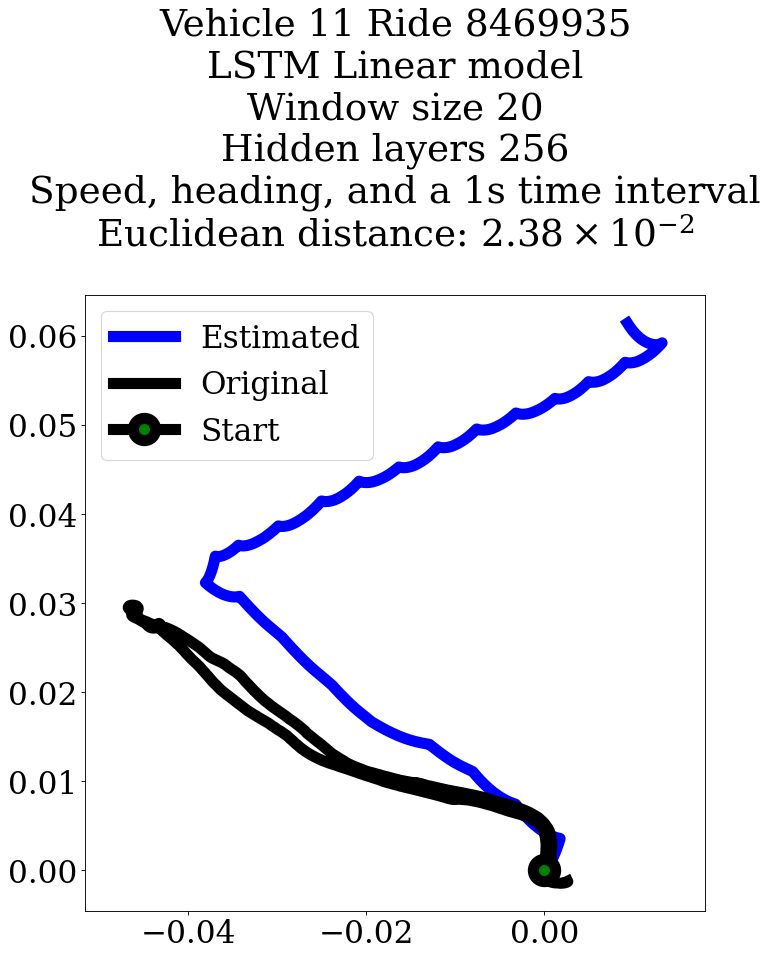 Vehicle 11 Ride 8469935
LSTM Linear model
Window size 20
Hidden layers 256
Speed, heading, and a 1s time interval
Euclidean distance: 2.38 × 10⁻²
Estimated
Original
Start
0.06
0.05
0.04
0.03
0.02
0.01
0.00
−0.04 −0.02 0.00